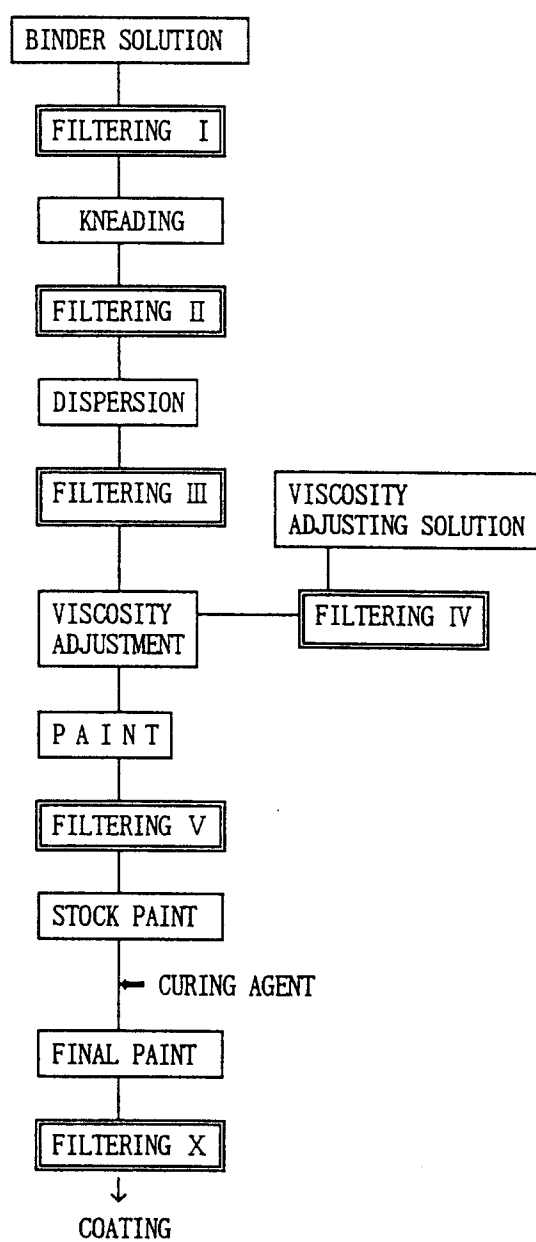 BINDER SOLUTION
FILTERING Ⅰ
KNEADING
FILTERING Ⅱ
DISPERSION
FILTERING Ⅲ
VISCOSITY
ADJUSTING SOLUTION
VISCOSITY
ADJUSTMENT
FILTERING Ⅳ
PAINT
FILTERING Ⅴ
STOCK PAINT
CURING AGENT
FINAL PAINT
FILTERING Ⅹ
COATING